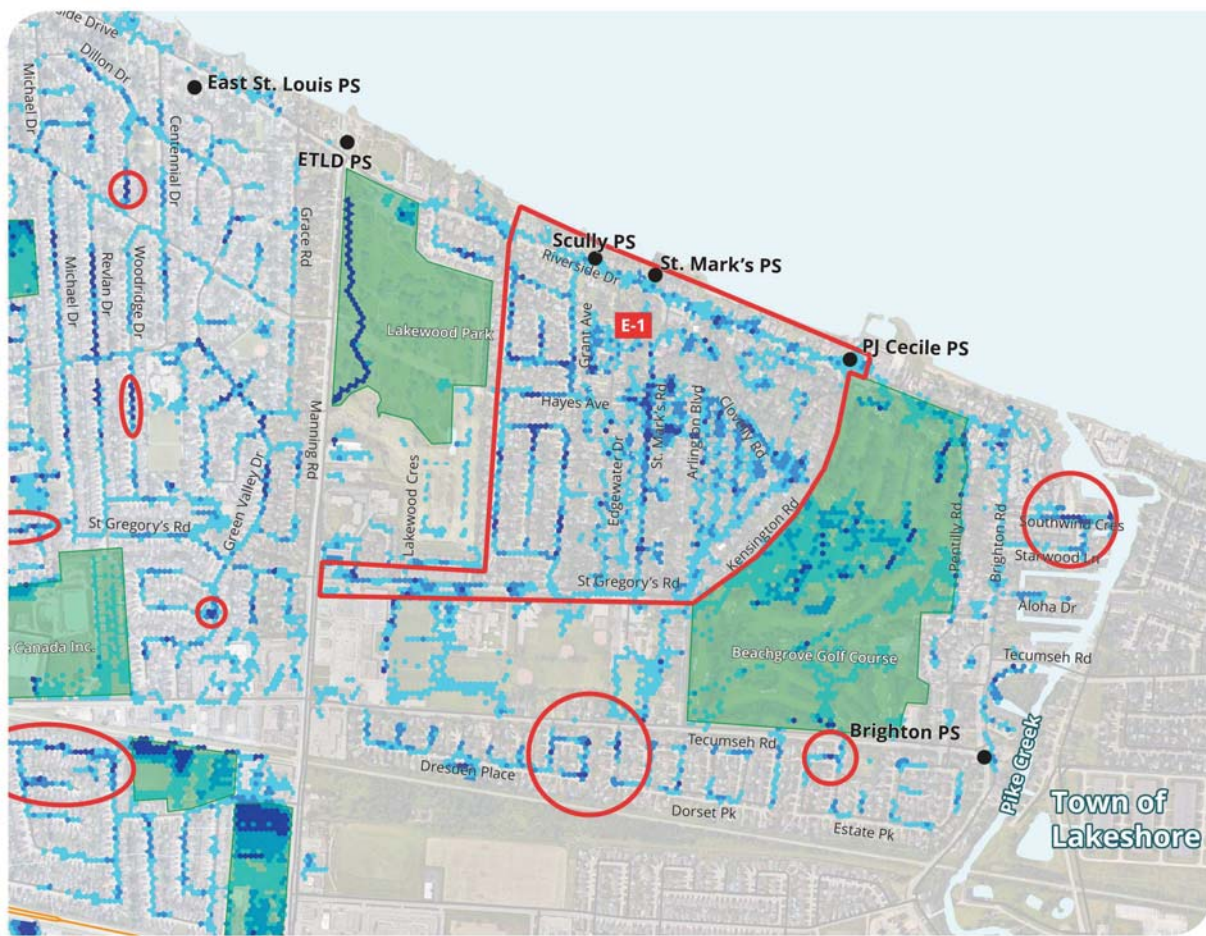 side Drive
Dillon Dr
Michael Dr
East St. Louis PS
Centennial Dr
ETLD PS
Grace Rd
Scully PS
Riverside Dr
St. Mark's PS
E-1
Michael Dr
Revlan Dr
Woodridge Dr
Lakewood Park
Grant Ave
PJ Cecile PS
Hayes Ave
St. Mark's Rd
Arlington Blvd
Clovelly Rd
Manning Rd
Edgewater Dr
Green Valley Dr
Lakewood Cres
St Gregory's Rd
Kensington Rd
Pentilly Rd
Brighton Rd
Southwind Cres
Starwood Ln
St Gregory's Rd
Aloha Dr
Canada Inc.
Beachgrove Golf Course
Tecumseh Rd
Tecumseh Rd
Brighton PS
Dresden Place
Pike Creek
Dorset Pk
Estate Pk
Town of
Lakeshore